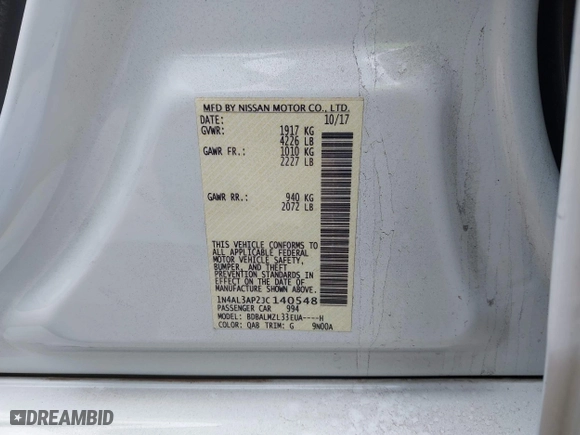 MFD BY NISSAN MOTOR CO., LTD.
DATE: 10/17
GVWR: 1917 KG
4226 LB
GAWR FR.: 1010 KG
2227 LB
GAWR RR.: 940 KG
2072 LB
THIS VEHICLE CONFORMS TO
ALL APPLICABLE FEDERAL
MOTOR VEHICLE SAFETY,
BUMPER, AND THEFT
PREVENTION STANDARDS IN
EFFECT ON THE DATE OF
MANUFACTURE SHOWN ABOVE.
1N4AL3AP2JC140548
PASSENGER CAR 994
MODEL: BDBALMZL33EUA----H
COLOR: QAB TRIM: G 9N00A
DREAMBID